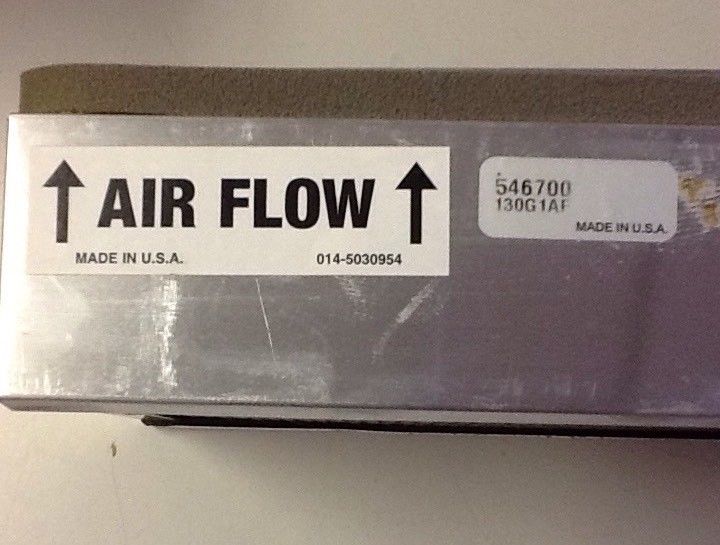 AIR FLOW
MADE IN U.S.A.
014-5030954
546700
130G1AF
MADE IN U.S.A.